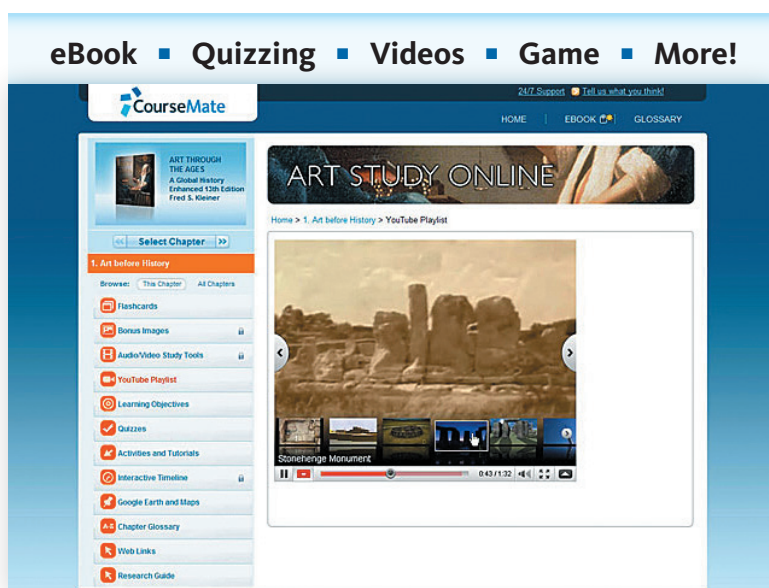 eBook ▪ Quizzing ▪ Videos ▪ Game ▪ More!
CourseMate
24/7 Support Tell us what you think!
HOME | EBOOK | GLOSSARY
ART THROUGH
THE AGES
A Global History
Enhanced 13th Edition
Fred S. Kleiner
ART STUDY ONLINE
Home > 1. Art before History > YouTube Playlist
<< Select Chapter >>
1. Art before History
Browse: This Chapter All Chapters
Flashcards
Bonus Images
Audio/Video Study Tools
YouTube Playlist
Learning Objectives
Quizzes
Activities and Tutorials
Interactive Timeline
Google Earth and Maps
A-Z Chapter Glossary
Web Links
Research Guide
Stonehenge Monument
0:43 / 1:32